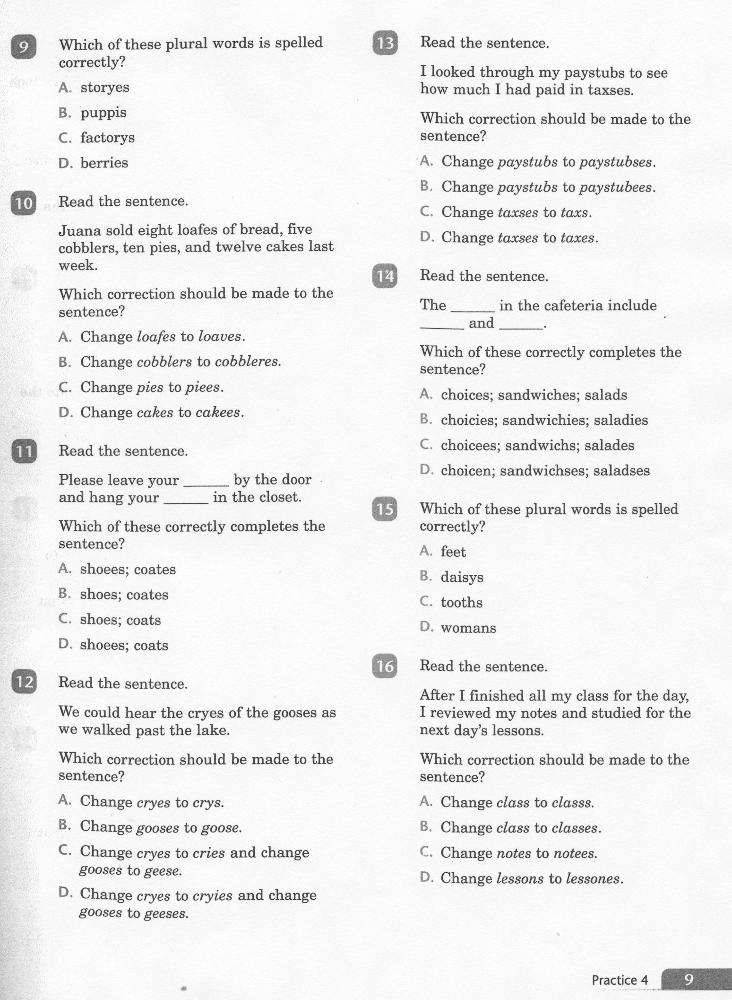 9
Which of these plural words is spelled
correctly?
A. storyes
B. puppis
C. factorys
D. berries
10
Read the sentence.
Juana sold eight loafes of bread, five
cobblers, ten pies, and twelve cakes last
week.
Which correction should be made to the
sentence?
A. Change loafes to loaves.
B. Change cobblers to cobbleres.
C. Change pies to piees.
D. Change cakes to cakees.
11
Read the sentence.
Please leave your ______ by the door
and hang your ______ in the closet.
Which of these correctly completes the
sentence?
A. shoees; coates
B. shoes; coates
C. shoes; coats
D. shoees; coats
12
Read the sentence.
We could hear the cryes of the gooses as
we walked past the lake.
Which correction should be made to the
sentence?
A. Change cryes to crys.
B. Change gooses to goose.
C. Change cryes to cries and change
gooses to geese.
D. Change cryes to cryies and change
gooses to geeses.
13
Read the sentence.
I looked through my paystubs to see
how much I had paid in taxses.
Which correction should be made to the
sentence?
A. Change paystubs to paystubses.
B. Change paystubs to paystubees.
C. Change taxses to taxs.
D. Change taxses to taxes.
14
Read the sentence.
The ______ in the cafeteria include
______ and ______.
Which of these correctly completes the
sentence?
A. choices; sandwiches; salads
B. choicies; sandwichies; saladies
C. choicees; sandwichs; salades
D. choicen; sandwichses; saladses
15
Which of these plural words is spelled
correctly?
A. feet
B. daisys
C. tooths
D. womans
16
Read the sentence.
After I finished all my class for the day,
I reviewed my notes and studied for the
next day's lessons.
Which correction should be made to the
sentence?
A. Change class to classs.
B. Change class to classes.
C. Change notes to notees.
D. Change lessons to lessones.
Practice 4 9